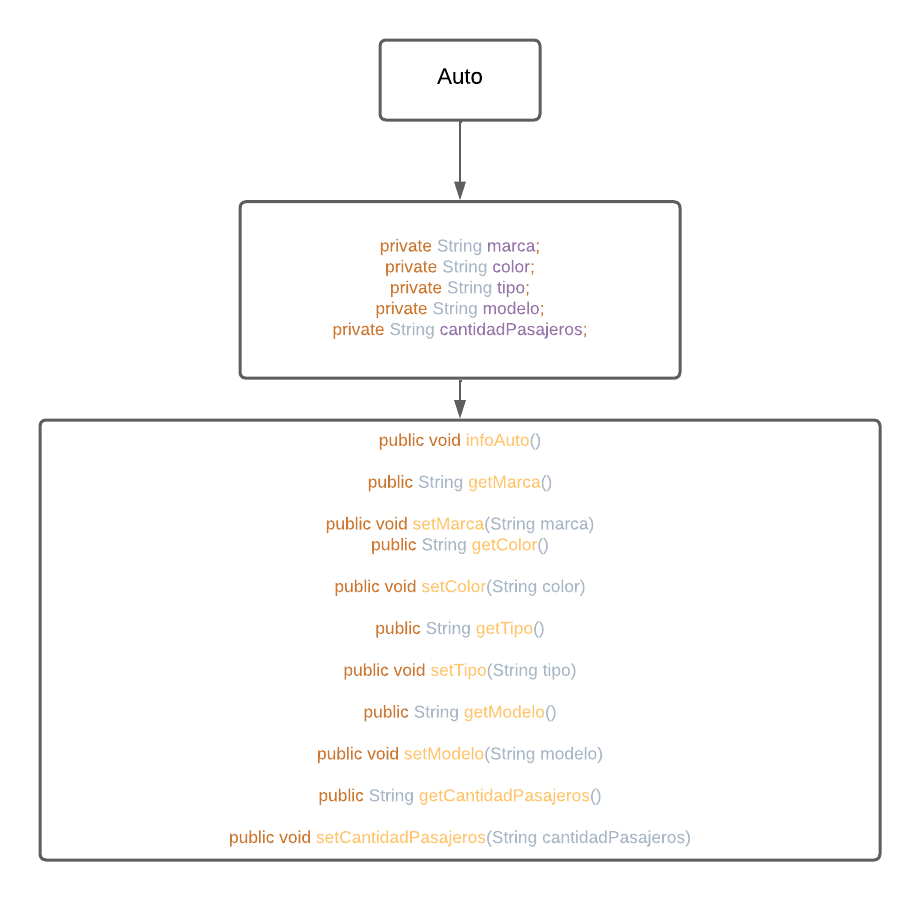 Auto
private String marca;
private String color;
private String tipo;
private String modelo;
private String cantidadPasajeros;
public void infoAuto()
public String getMarca()
public void setMarca(String marca)
public String getColor()
public void setColor(String color)
public String getTipo()
public void setTipo(String tipo)
public String getModelo()
public void setModelo(String modelo)
public String getCantidadPasajeros()
public void setCantidadPasajeros(String cantidadPasajeros)